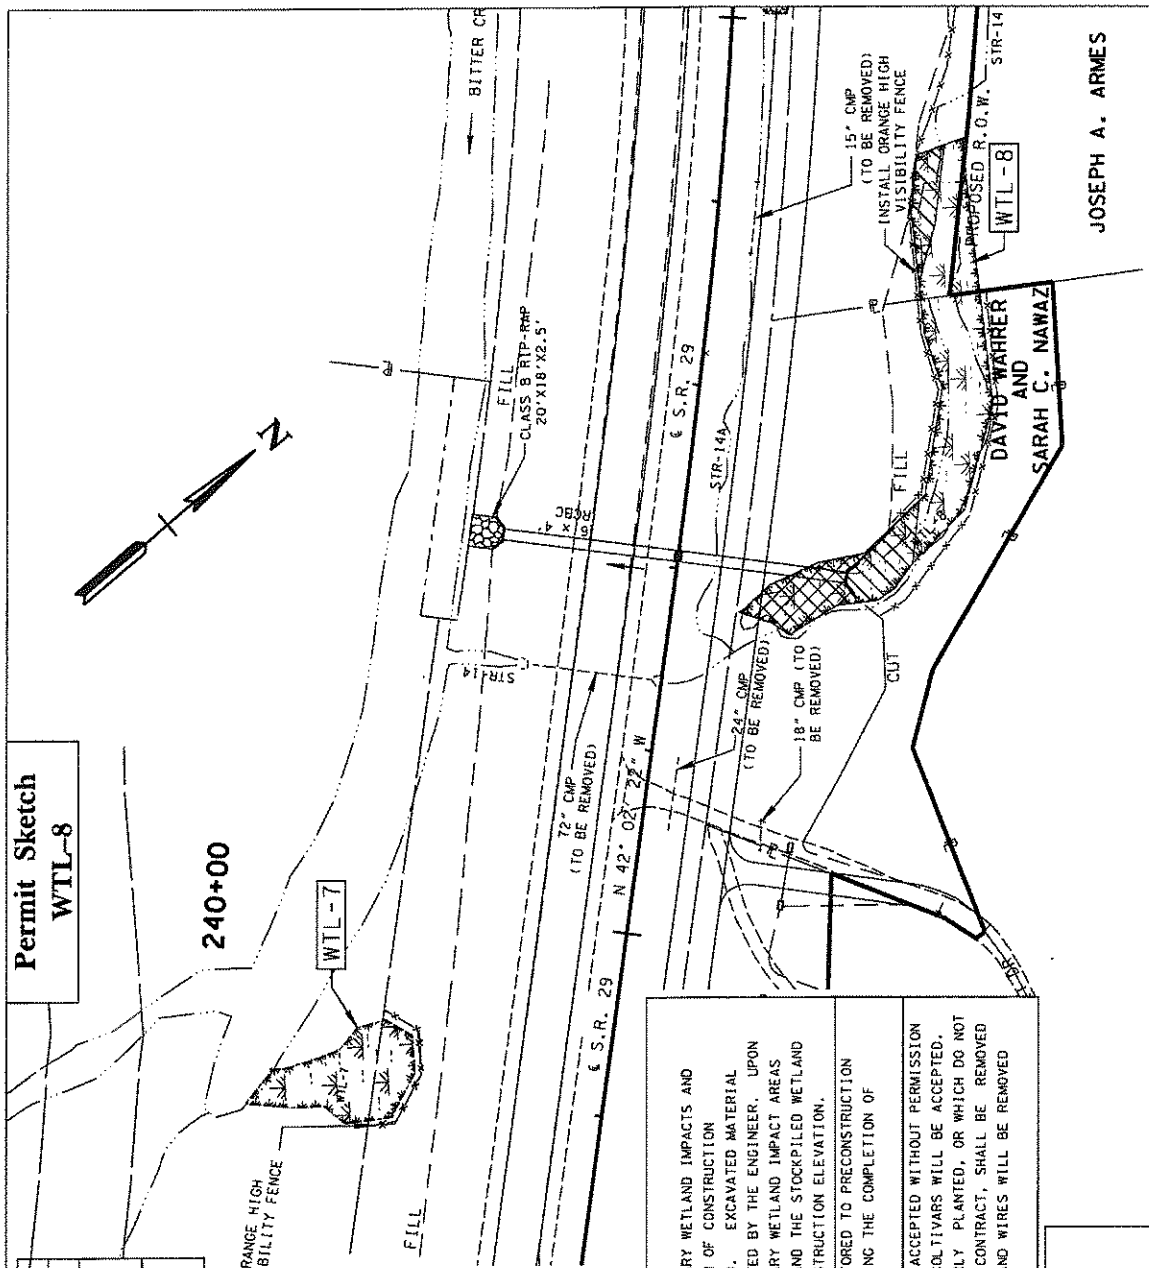 Permit Sketch
WTL-8
BITTER CR
240+00
WTL-7
WTL-7
RANGE HIGH
BILITY FENCE
FILL
FILL
CLASS B RIP-RAP
20'X18'X2.5'
6' x 4'
RCBC
STR-14
72" CMP
(TO BE REMOVED)
N 42° 02' 22" W
S.R. 29
S.R. 29
STR-14A
24" CMP
(TO BE REMOVED)
18" CMP (TO
BE REMOVED)
CUT
FILL
15" CMP
(TO BE REMOVED)
INSTALL ORANGE HIGH
VISIBILITY FENCE
PROPOSED R.O.W.
STR-14
WTL-8
WTL-8
DAVID WAHRER
AND
SARAH C. NAWAZ
JOSEPH A. ARMES
N
RY WETLAND IMPACTS AND
OF CONSTRUCTION
EXCAVATED MATERIAL
ED BY THE ENGINEER. UPON
RY WETLAND IMPACT AREAS
ND THE STOCKPILED WETLAND
STRUCTION ELEVATION.
ORED TO PRECONSTRUCTION
NG THE COMPLETION OF
ACCEPTED WITHOUT PERMISSION
OLTIVARS WILL BE ACCEPTED.
RLY PLANTED, OR WHICH DO NOT
CONTRACT, SHALL BE REMOVED
AND WIRES WILL BE REMOVED